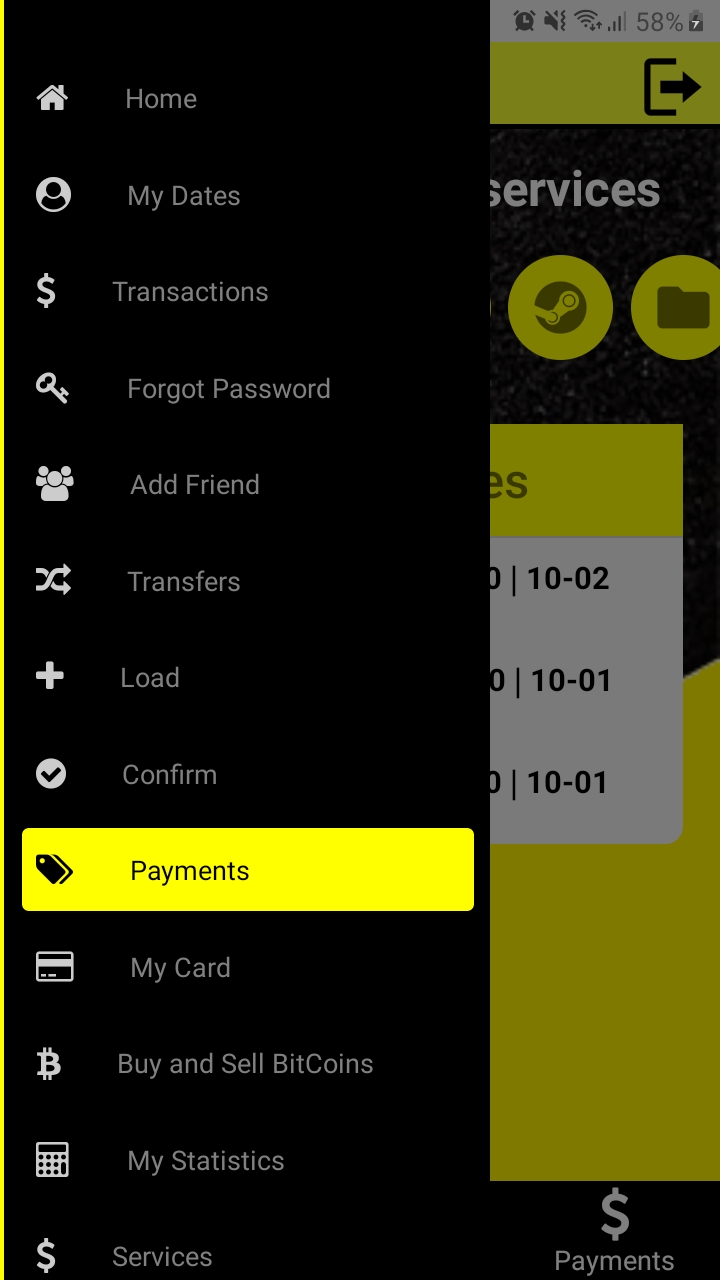 58%
Home
services
My Dates
Transactions
Forgot Password
es
Add Friend
0 | 10-02
Transfers
Load
0 | 10-01
Confirm
0 | 10-01
Payments
My Card
Buy and Sell BitCoins
My Statistics
Services
Payments